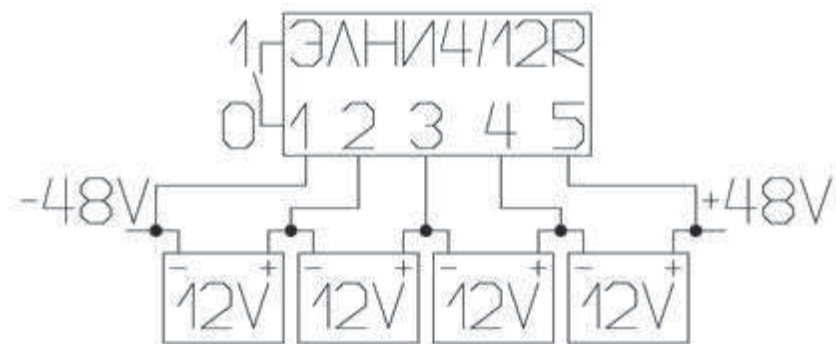 1 ЭЛНИ4/12R
0 1 2 3 4 5
-48V +48V
- + - + - + - +
12V 12V 12V 12V